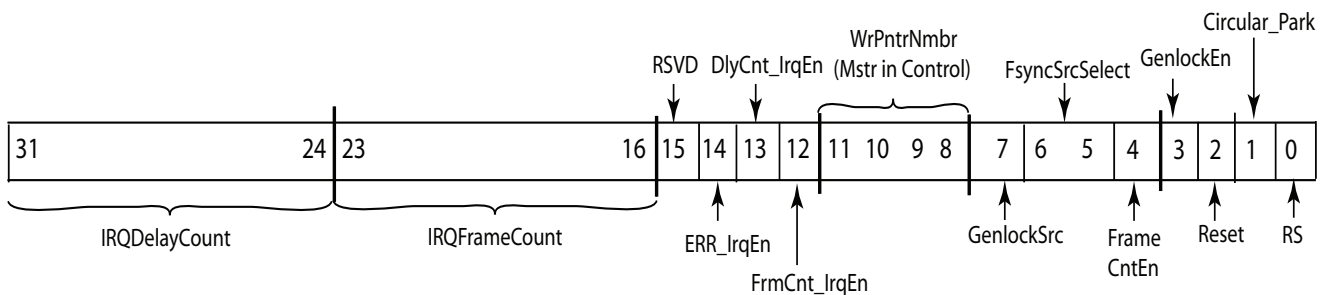 Circular_Park
WrPntrNmbr
(Mstr in Control)
GenlockEn
RSVD DlyCnt_IrqEn
FsyncSrcSelect
31 24 23 16 15 14 13 12 11 10 9 8 7 6 5 4 3 2 1 0
IRQDelayCount
IRQFrameCount
ERR_IrqEn
GenlockSrc
Frame
CntEn
Reset
RS
FrmCnt_IrqEn